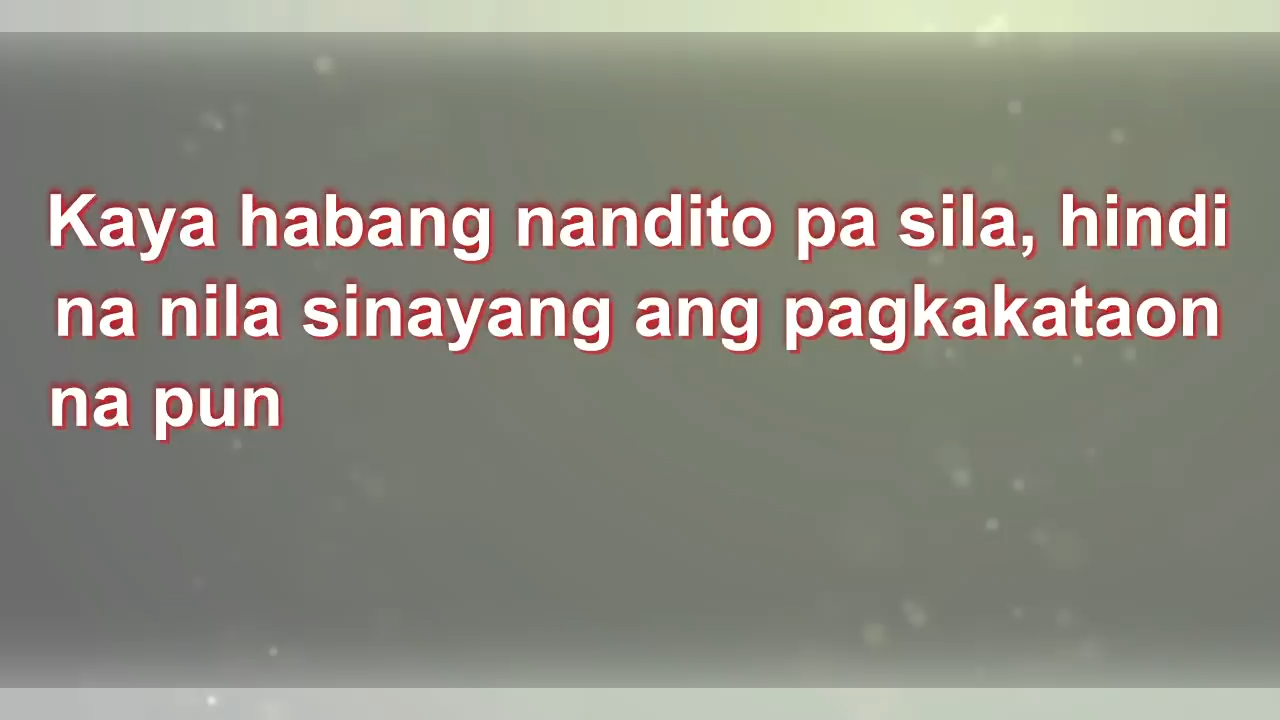 Kaya habang nandito pa sila, hindi
na nila sinayang ang pagkakataon
na pun